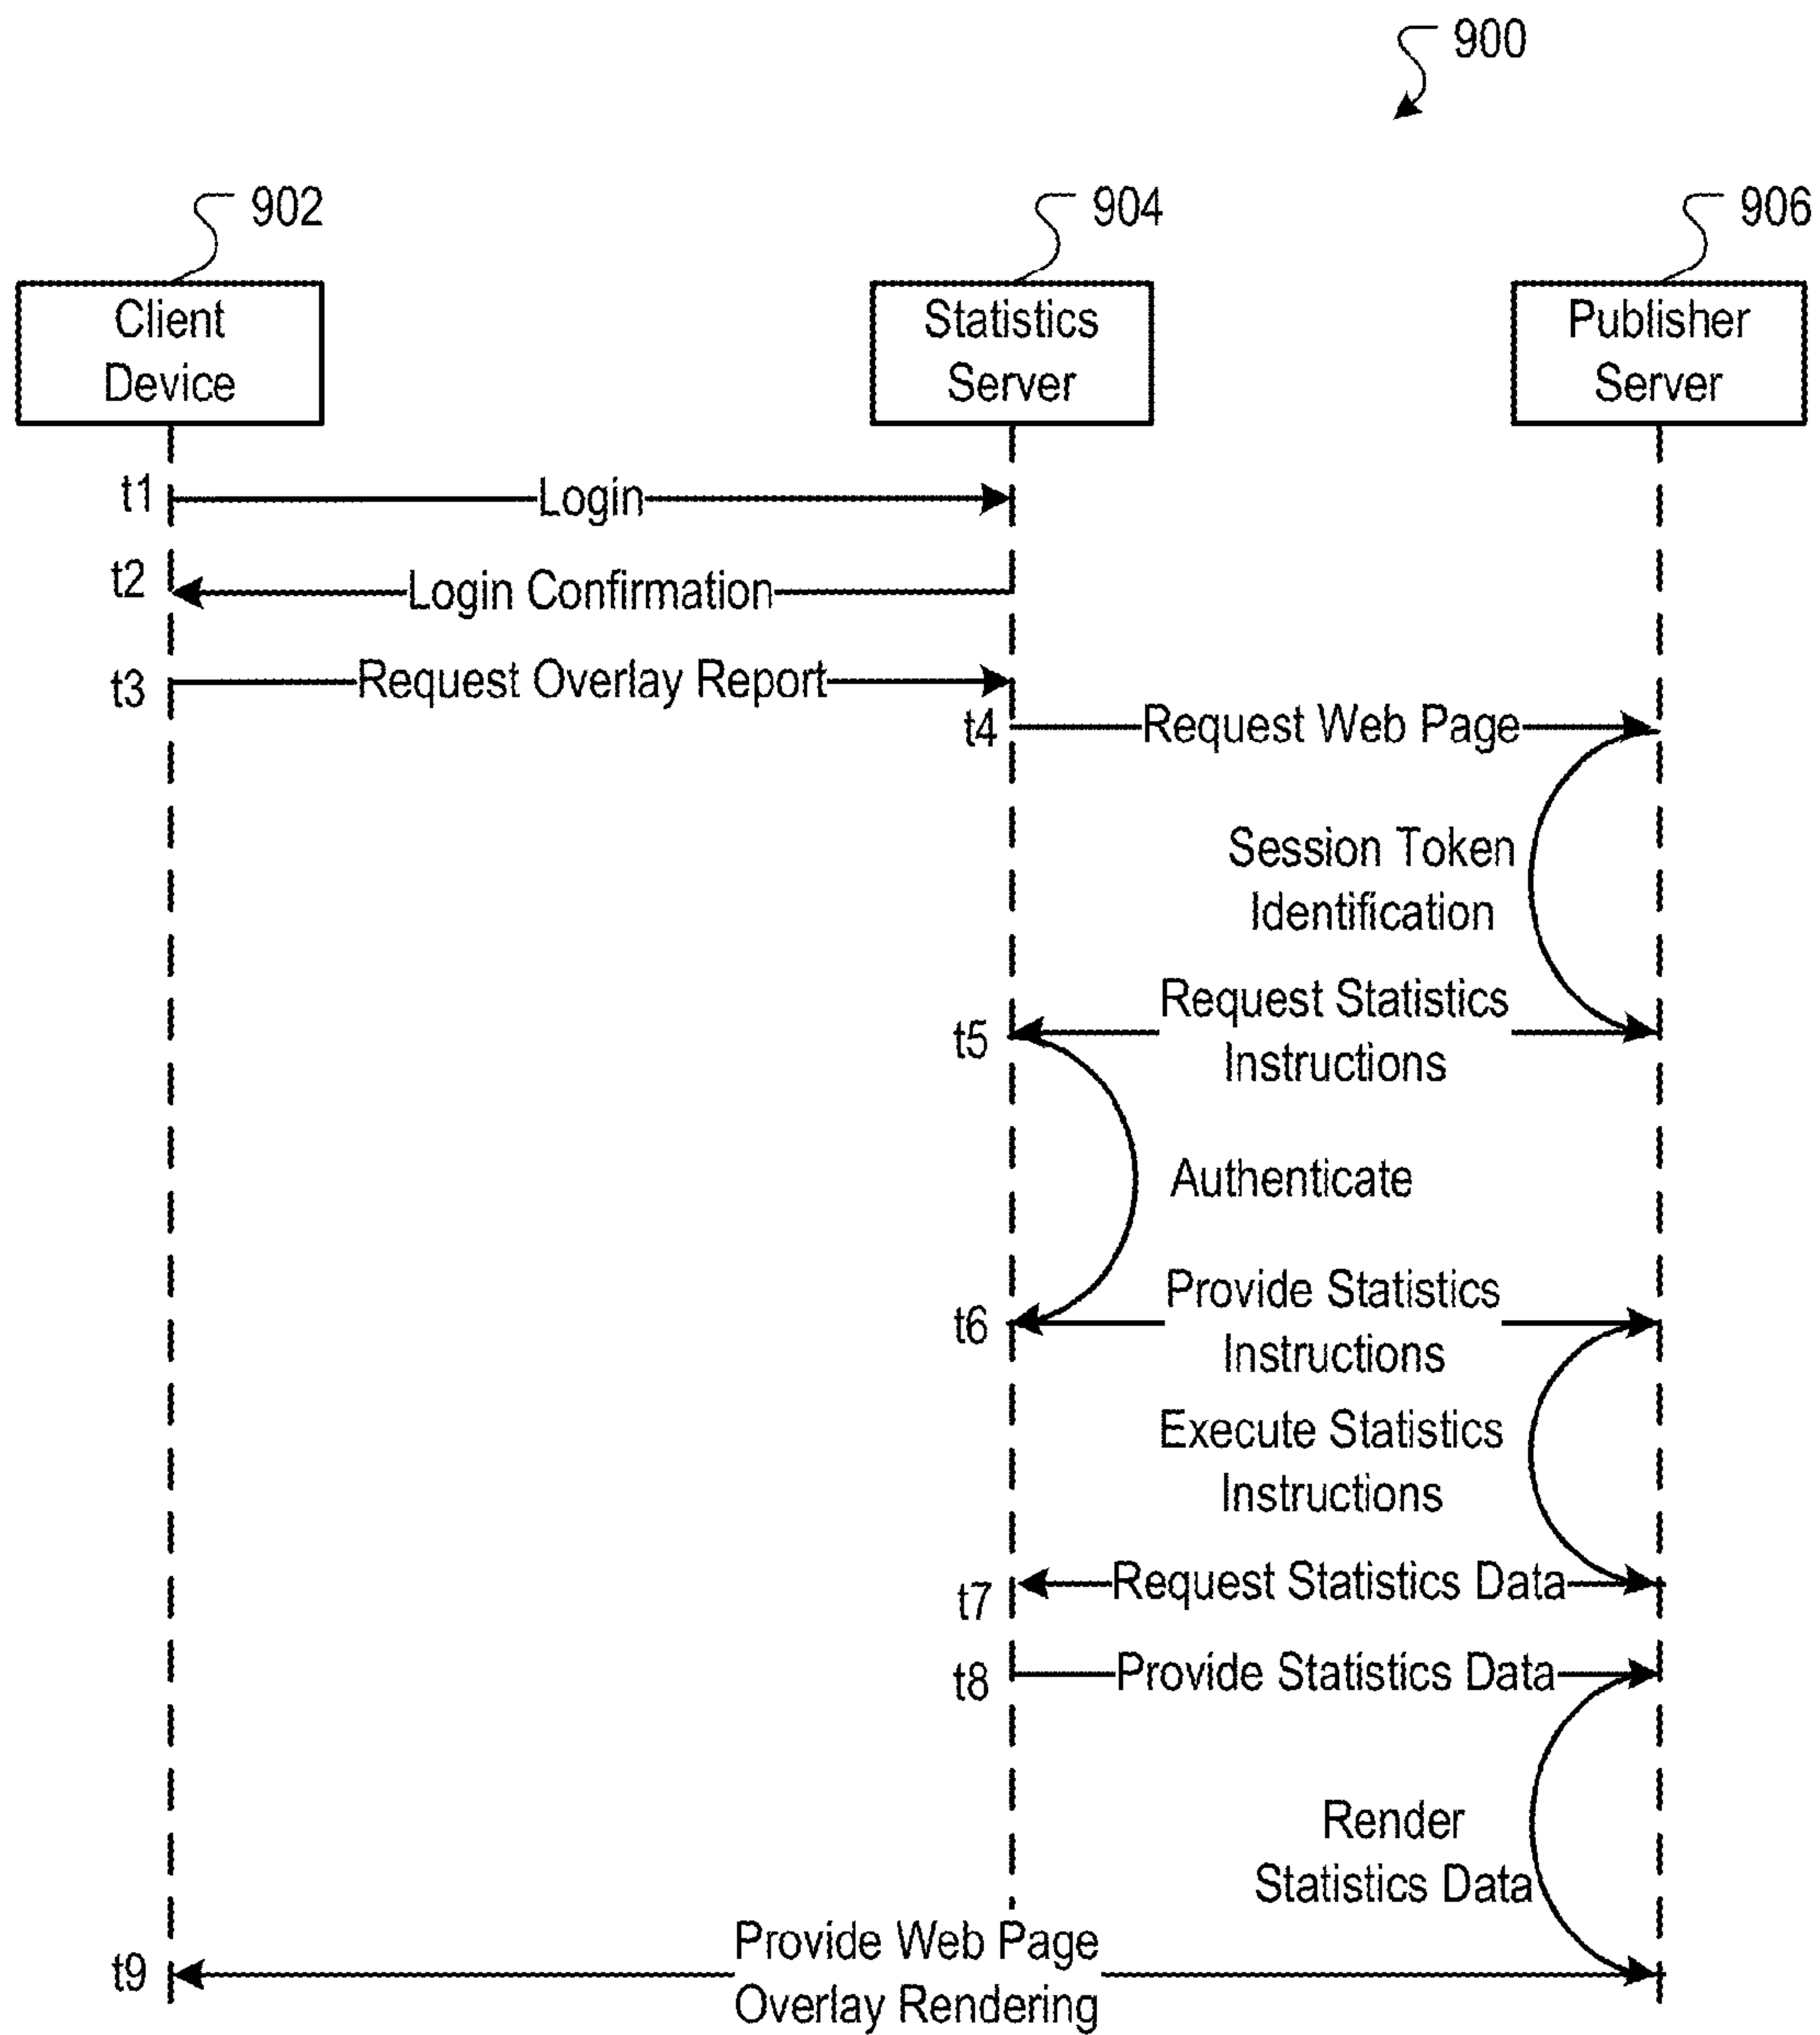 900
902
904
906
Client
Device
Statistics
Server
Publisher
Server
t1
Login
t2
Login Confirmation
t3
Request Overlay Report
t4
Request Web Page
Session Token
Identification
t5
Request Statistics
Instructions
Authenticate
t6
Provide Statistics
Instructions
Execute Statistics
Instructions
t7
Request Statistics Data
t8
Provide Statistics Data
Render
Statistics Data
t9
Provide Web Page
Overlay Rendering